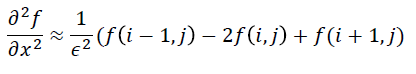 ∂²f/∂x² ≈ 1/ϵ² (f(i − 1, j) − 2f(i, j) + f(i + 1, j)